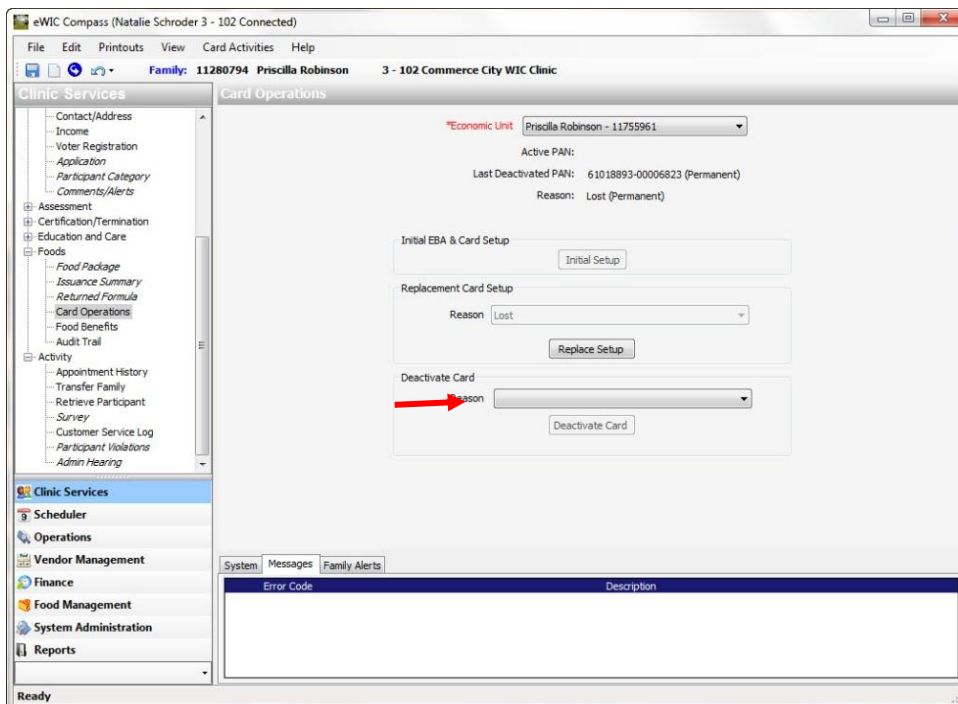 eWIC Compass (Natalie Schroder 3 - 102 Connected)
File Edit Printouts View Card Activities Help
Family: 11280794 Priscilla Robinson 3 - 102 Commerce City WIC Clinic
Clinic Services
Contact/Address
Income
Voter Registration
Application
Participant Category
Comments/Alerts
Assessment
Certification/Termination
Education and Care
Foods
Food Package
Issuance Summary
Returned Formula
Card Operations
Food Benefits
Audit Trail
Activity
Appointment History
Transfer Family
Retrieve Participant
Survey
Customer Service Log
Participant Violations
Admin Hearing
Clinic Services
9 Scheduler
Operations
Vendor Management
Finance
Food Management
System Administration
Reports
Card Operations
*Economic Unit Priscilla Robinson - 11755961
Active PAN:
Last Deactivated PAN: 61018893-00006823 (Permanent)
Reason: Lost (Permanent)
Initial EBA & Card Setup
Initial Setup
Replacement Card Setup
Reason Lost
Replace Setup
Deactivate Card
Reason
Deactivate Card
System Messages Family Alerts
Error Code Description
Ready